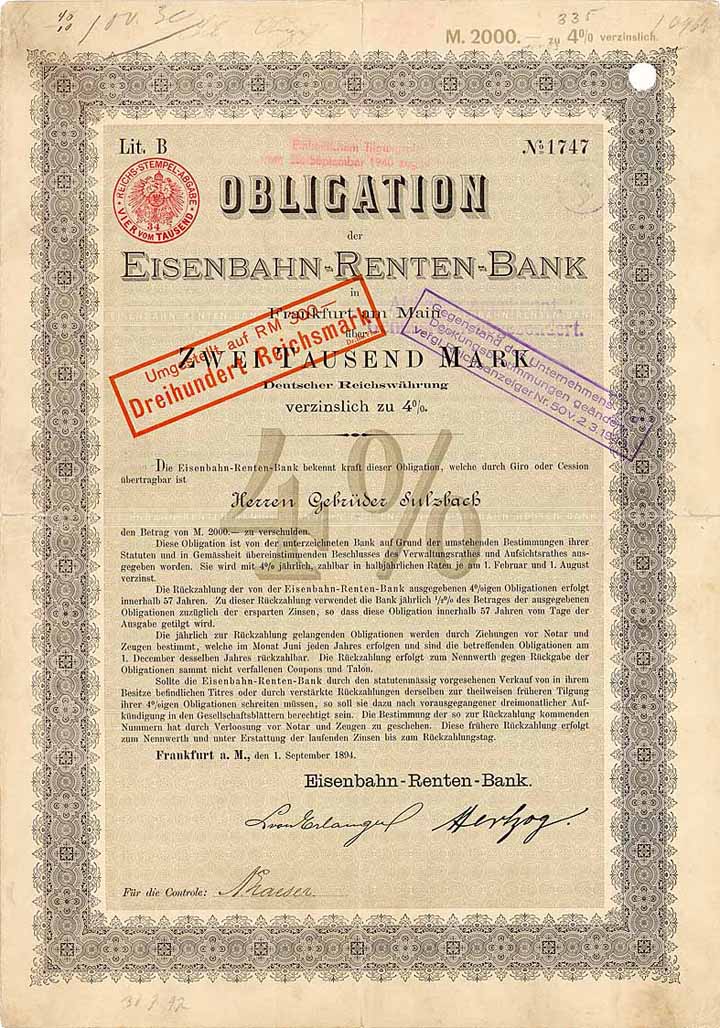 M. 2000.— zu 4% verzinslich.
335
Lit. B
№ 1747
REICHS-STEMPEL-ABGABE
34
VIER VOM TAUSEND
September 1940
OBLIGATION
der
EISENBAHN-RENTEN-BANK
in
Frankfurt am Main
über
ZWEI TAUSEND MARK
Deutscher Reichswährung
verzinslich zu 4%.
Umgestellt auf RM 300.—
Dreihundert Reichsmark
Gegenstand des Unternehmens
Deckungsbestimmungen geändert
vergl. Nr. 50 v. 2. 3.
4%
Die Eisenbahn-Renten-Bank bekennt kraft dieser Obligation, welche durch Giro oder Cession
übertragbar ist
Herren Gebrüder Sulzbach
den Betrag von M. 2000.— zu verschulden.
Diese Obligation ist von der unterzeichneten Bank auf Grund der umstehenden Bestimmungen ihrer
Statuten und in Gemässheit übereinstimmenden Beschlusses des Verwaltungsrathes und Aufsichtsrathes aus-
gegeben worden. Sie wird mit 4% jährlich, zahlbar in halbjährlichen Raten je am 1. Februar und 1. August
verzinst.
Die Rückzahlung der von der Eisenbahn-Renten-Bank ausgegebenen 4%igen Obligationen erfolgt
innerhalb 57 Jahren. Zu dieser Rückzahlung verwendet die Bank jährlich des Betrages der ausgegebenen
Obligationen zuzüglich der ersparten Zinsen, so dass diese Obligation innerhalb 57 Jahren vom Tage der
Ausgabe getilgt wird.
Die jährlich zur Rückzahlung gelangenden Obligationen werden durch Ziehungen vor Notar und
Zeugen bestimmt, welche im Monat Juni jeden Jahres erfolgen und sind die betreffenden Obligationen am
1. December desselben Jahres rückzahlbar. Die Rückzahlung erfolgt zum Nennwerth gegen Rückgabe der
Obligationen sammt nicht verfallenen Coupons und Talon.
Sollte die Eisenbahn-Renten-Bank durch den statutenmässig vorgesehenen Verkauf von in ihrem
Besitze befindlichen Titres oder durch verstärkte Rückzahlungen derselben zur theilweisen früheren Tilgung
ihrer 4%igen Obligationen schreiten müssen, so soll sie dazu nach vorausgegangener dreimonatlicher Auf-
kündigung in den Gesellschaftsblättern berechtigt sein. Die Bestimmung der so zur Rückzahlung kommenden
Nummern hat durch Verloosung vor Notar und Zeugen zu geschehen. Diese frühere Rückzahlung erfolgt
zum Nennwerth und unter Erstattung der laufenden Zinsen bis zum Rückzahlungstag.
Frankfurt a. M., den 1. September 1894.
Eisenbahn-Renten-Bank.
Hertzog.
Für die Controle: